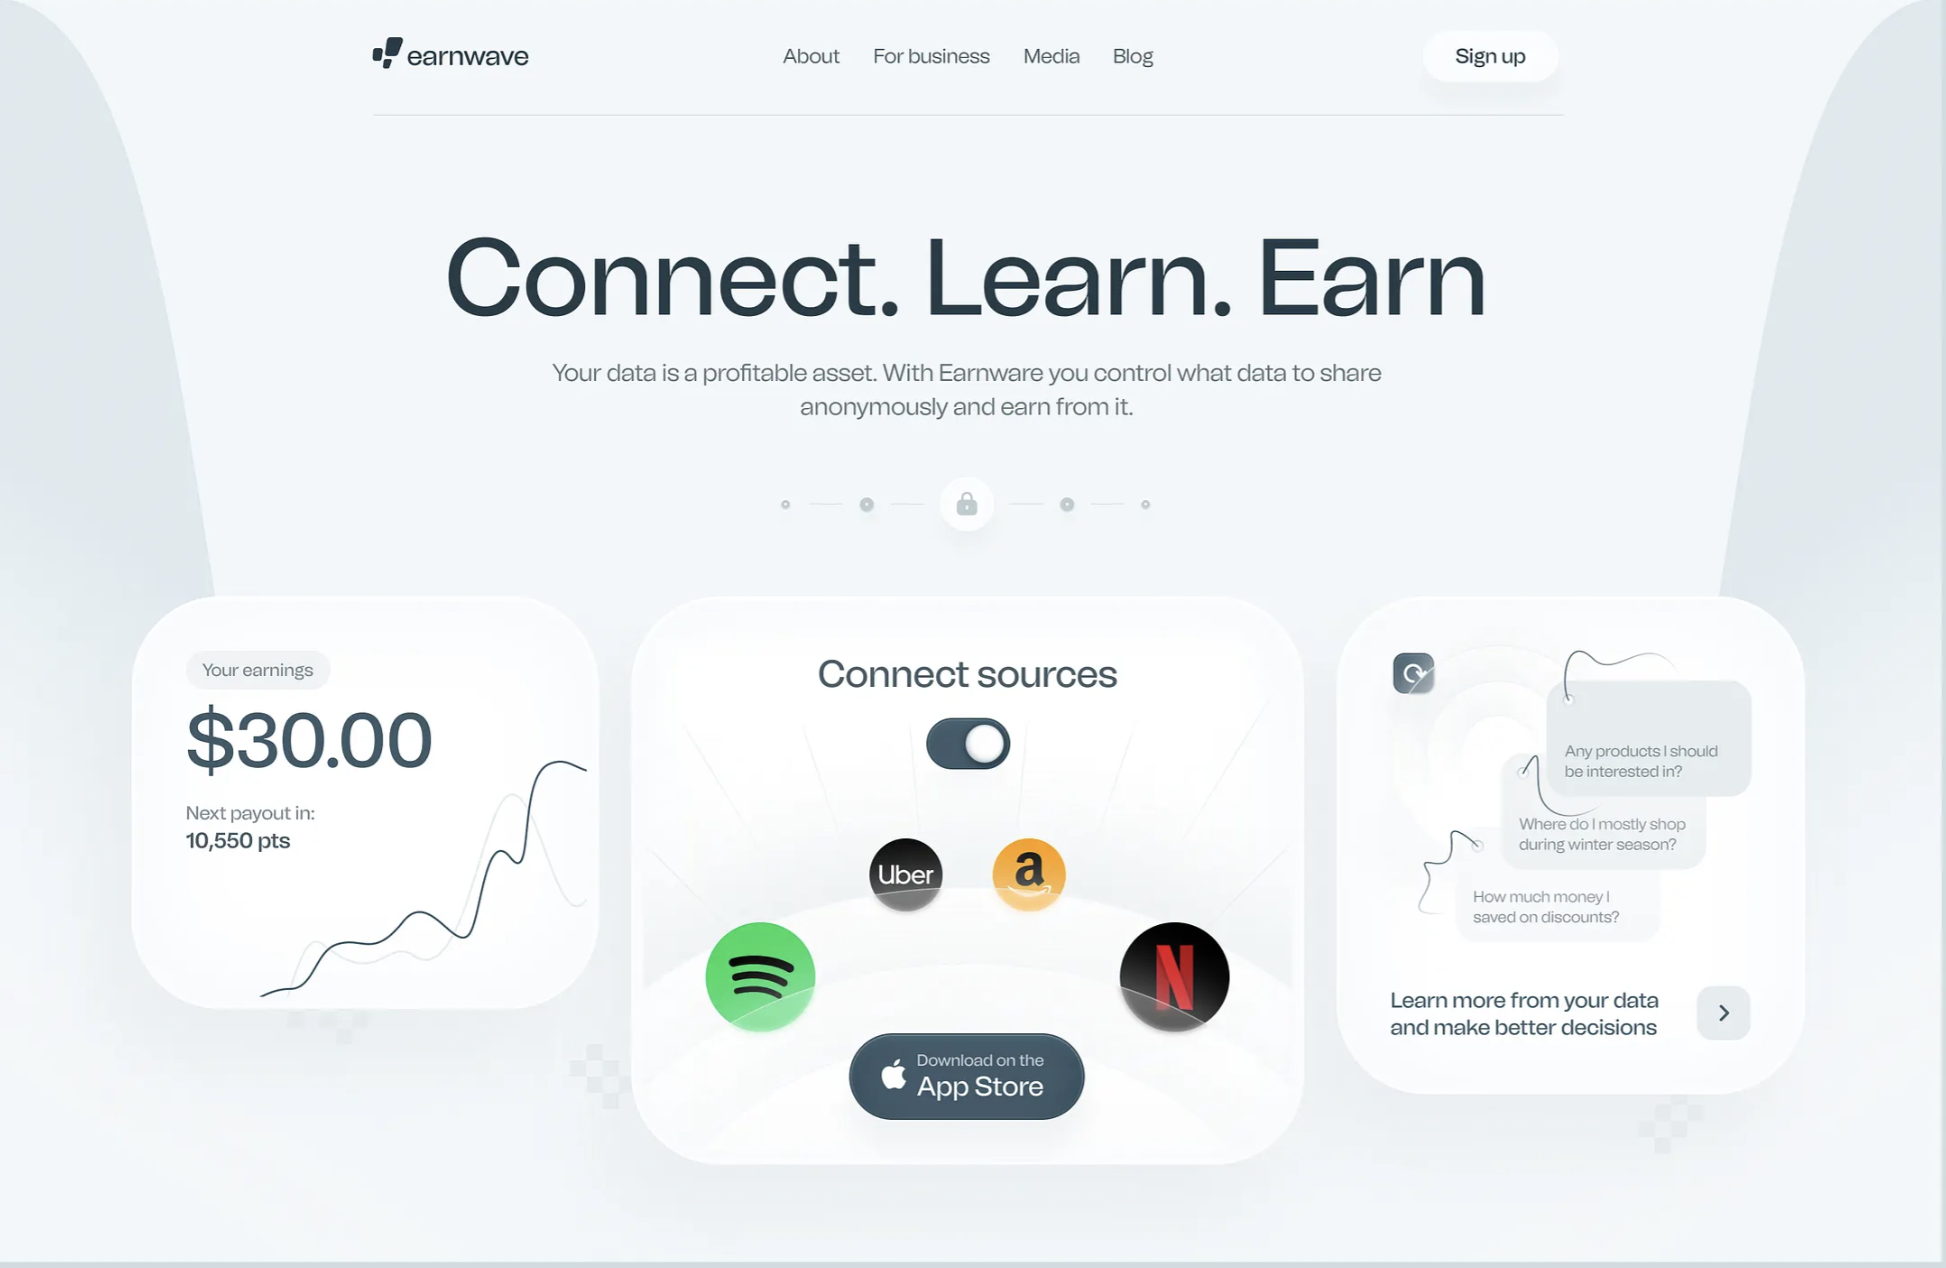 earnwave
About
For business
Media
Blog
Sign up
Connect. Learn. Earn
Your data is a profitable asset. With Earnware you control what data to share
anonymously and earn from it.
Your earnings
$30.00
Next payout in:
10,550 pts
Connect sources
Uber
a
N
Download on the
App Store
Any products I should
be interested in?
Where do I mostly shop
during winter season?
How much money I
saved on discounts?
Learn more from your data
and make better decisions